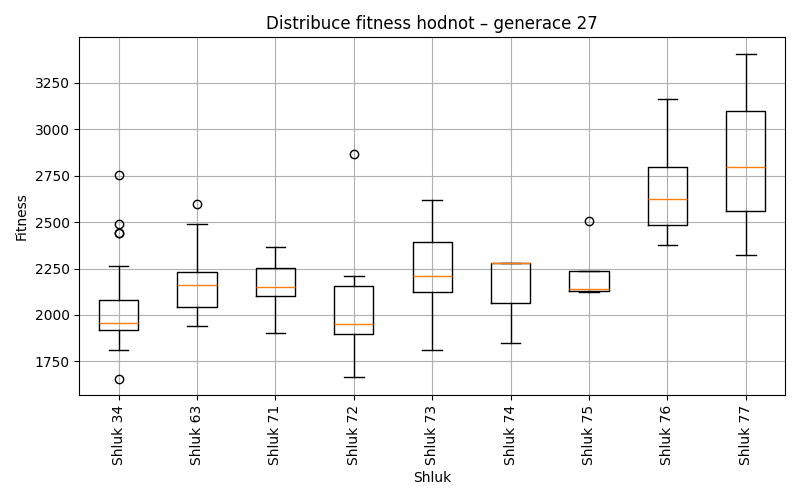 Distribuce fitness hodnot – generace 27
Fitness
3250
3000
2750
2500
2250
2000
1750
Shluk 34
Shluk 63
Shluk 71
Shluk 72
Shluk 73
Shluk 74
Shluk 75
Shluk 76
Shluk 77
Shluk